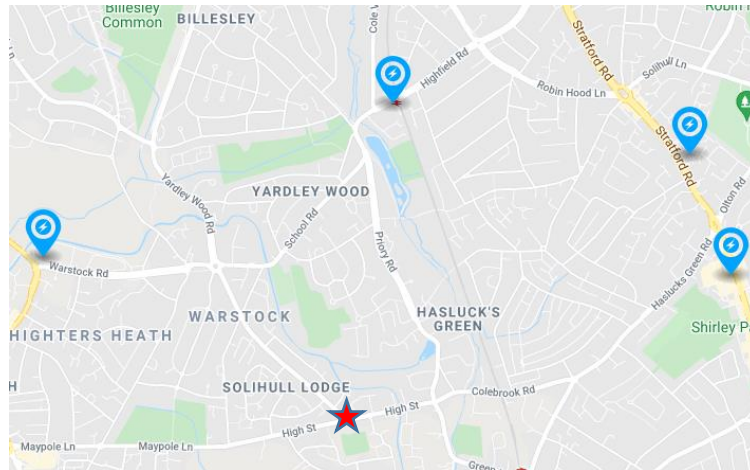 Billesley
Common
BILLESLEY
Cole V
Highfield Rd
Stratford Rd
Robin H
Solihull Ln
Robin Hood Ln
Stratford Rd
YARDLEY WOOD
Yardley Wood Rd
School Rd
Priory Rd
Olton Rd
Warstock Rd
Haslucks Green Rd
WARSTOCK
HASLUCK'S
GREEN
HIGHTERS HEATH
Shirley Pa
SOLIHULL LODGE
Colebrook Rd
H
High St
High St
Maypole Ln
Maypole Ln
Green